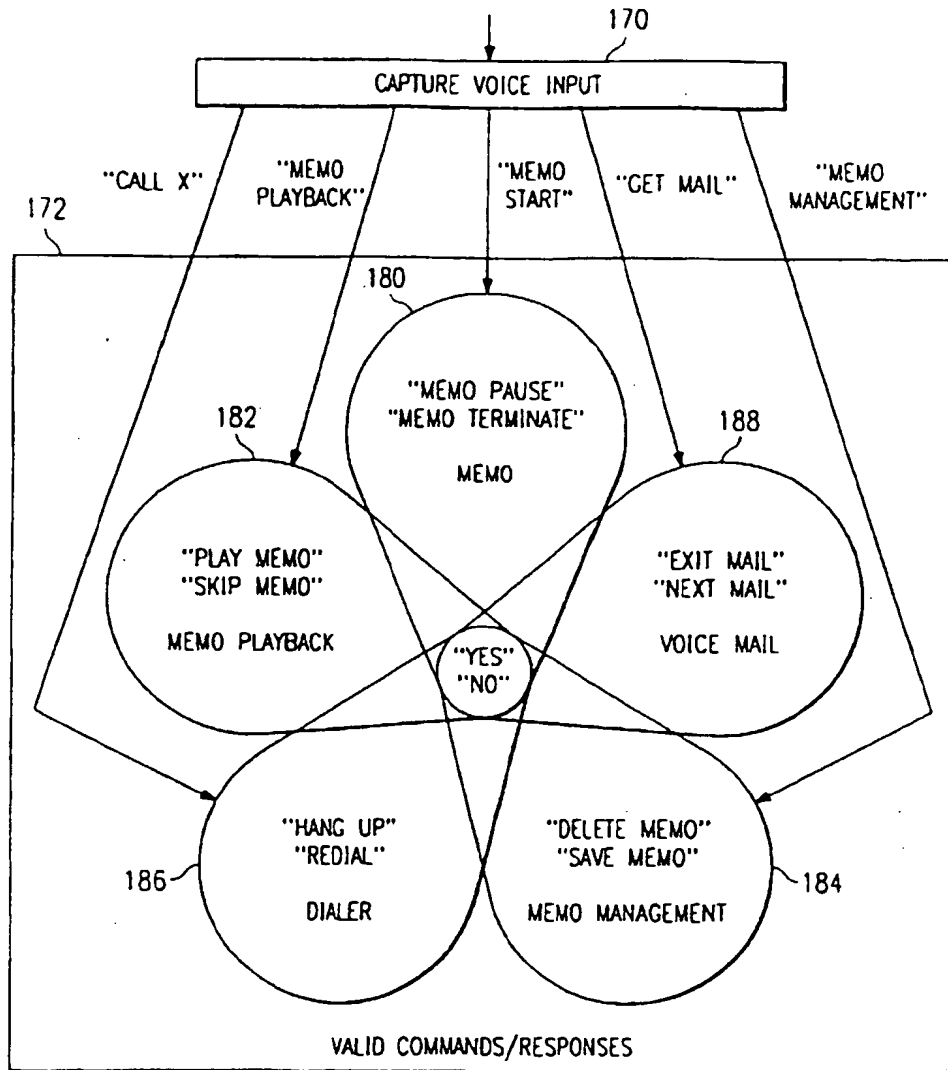 170
CAPTURE VOICE INPUT
"CALL X"
"MEMO
PLAYBACK"
"MEMO
START"
"GET MAIL"
"MEMO
MANAGEMENT"
172
180
"MEMO PAUSE"
"MEMO TERMINATE"
MEMO
182
"PLAY MEMO"
"SKIP MEMO"
MEMO PLAYBACK
188
"EXIT MAIL"
"NEXT MAIL"
VOICE MAIL
"YES"
"NO"
"HANG UP"
"REDIAL"
DIALER
186
"DELETE MEMO"
"SAVE MEMO"
MEMO MANAGEMENT
184
VALID COMMANDS/RESPONSES